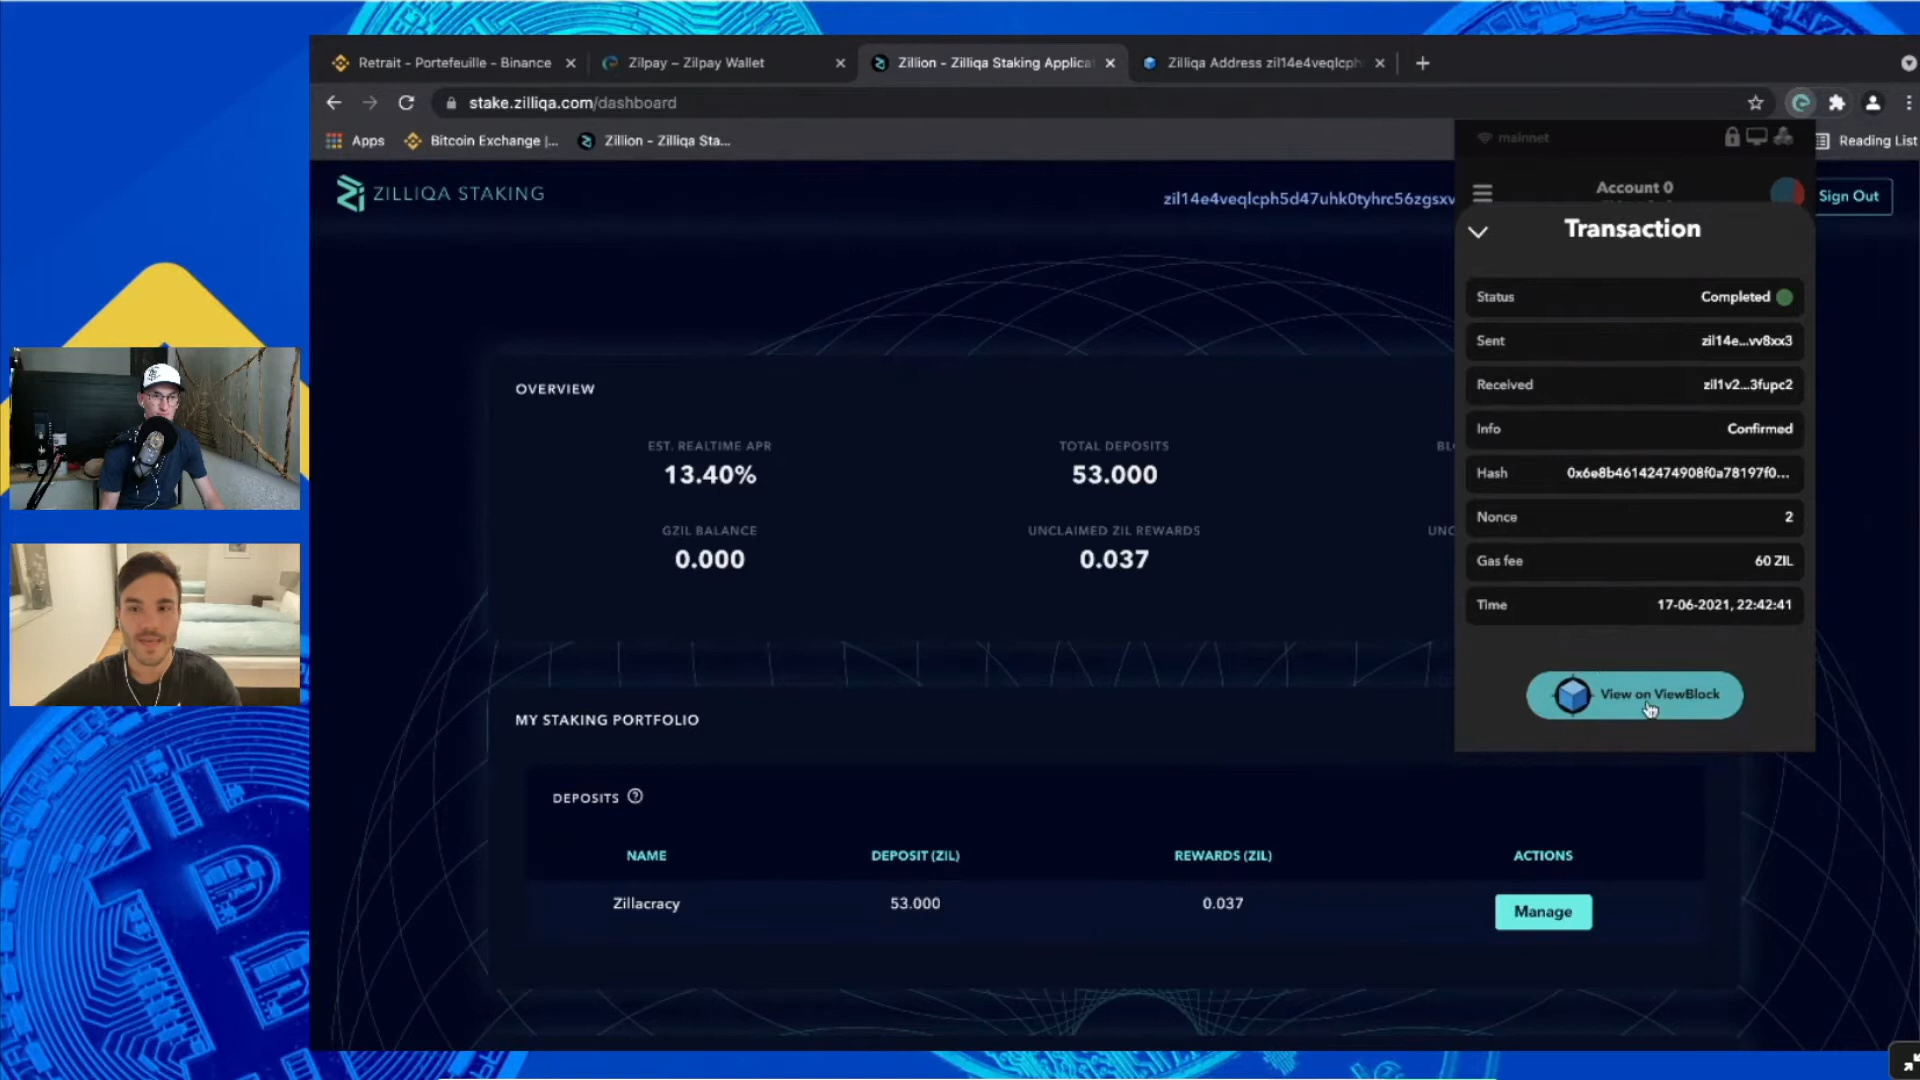 Retrait - Portefeuille - Binance
Zilpay – Zilpay Wallet
Zillion - Zilliqa Staking Applica
Zilliqa Address zil14e4veqlcph
stake.zilliqa.com/dashboard
Apps
Bitcoin Exchange |...
Zillion - Zilliqa Sta...
Reading List
mainnet
ZILLIQA STAKING
zil14e4veqlcph5d47uhk0tyhrc56zgsxv
Account 0
Sign Out
Transaction
Status
Completed
Sent
zil14e...vv8xx3
Received
zil1v2...3fupc2
Info
Confirmed
Hash
0x6e8b46142474908f0a78197f0...
Nonce
2
Gas fee
60 ZIL
Time
17-06-2021, 22:42:41
View on ViewBlock
OVERVIEW
EST. REALTIME APR
13.40%
TOTAL DEPOSITS
53.000
GZIL BALANCE
0.000
UNCLAIMED ZIL REWARDS
0.037
MY STAKING PORTFOLIO
DEPOSITS
NAME
DEPOSIT (ZIL)
REWARDS (ZIL)
ACTIONS
Zillacracy
53.000
0.037
Manage